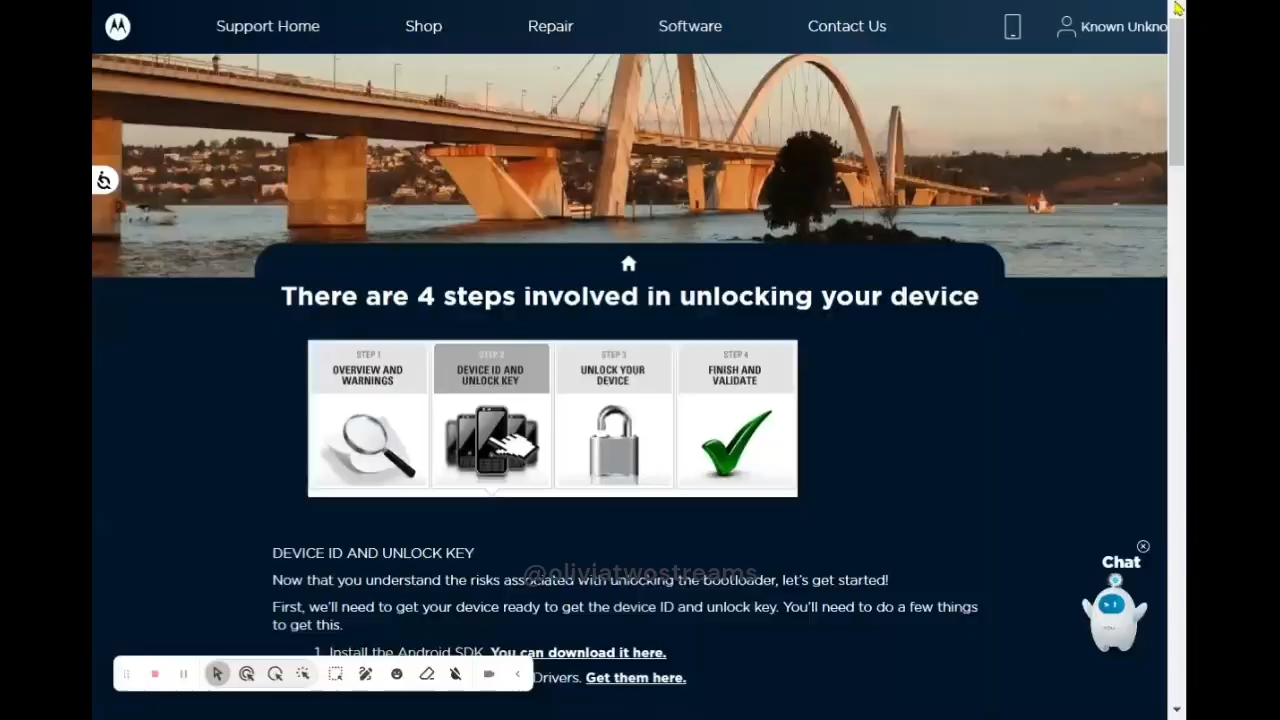 Support Home
Shop
Repair
Software
Contact Us
Known Unkno
There are 4 steps involved in unlocking your device
STEP 1
OVERVIEW AND
WARNINGS
STEP 2
DEVICE ID AND
UNLOCK KEY
STEP 3
UNLOCK YOUR
DEVICE
STEP 4
FINISH AND
VALIDATE
DEVICE ID AND UNLOCK KEY
Now that you understand the risks associated with unlocking the bootloader, let's get started!
@oliviatwostreams
First, we'll need to get your device ready to get the device ID and unlock key. You'll need to do a few things
to get this.
1. Install the Android SDK. You can download it here.
Drivers. Get them here.
Chat